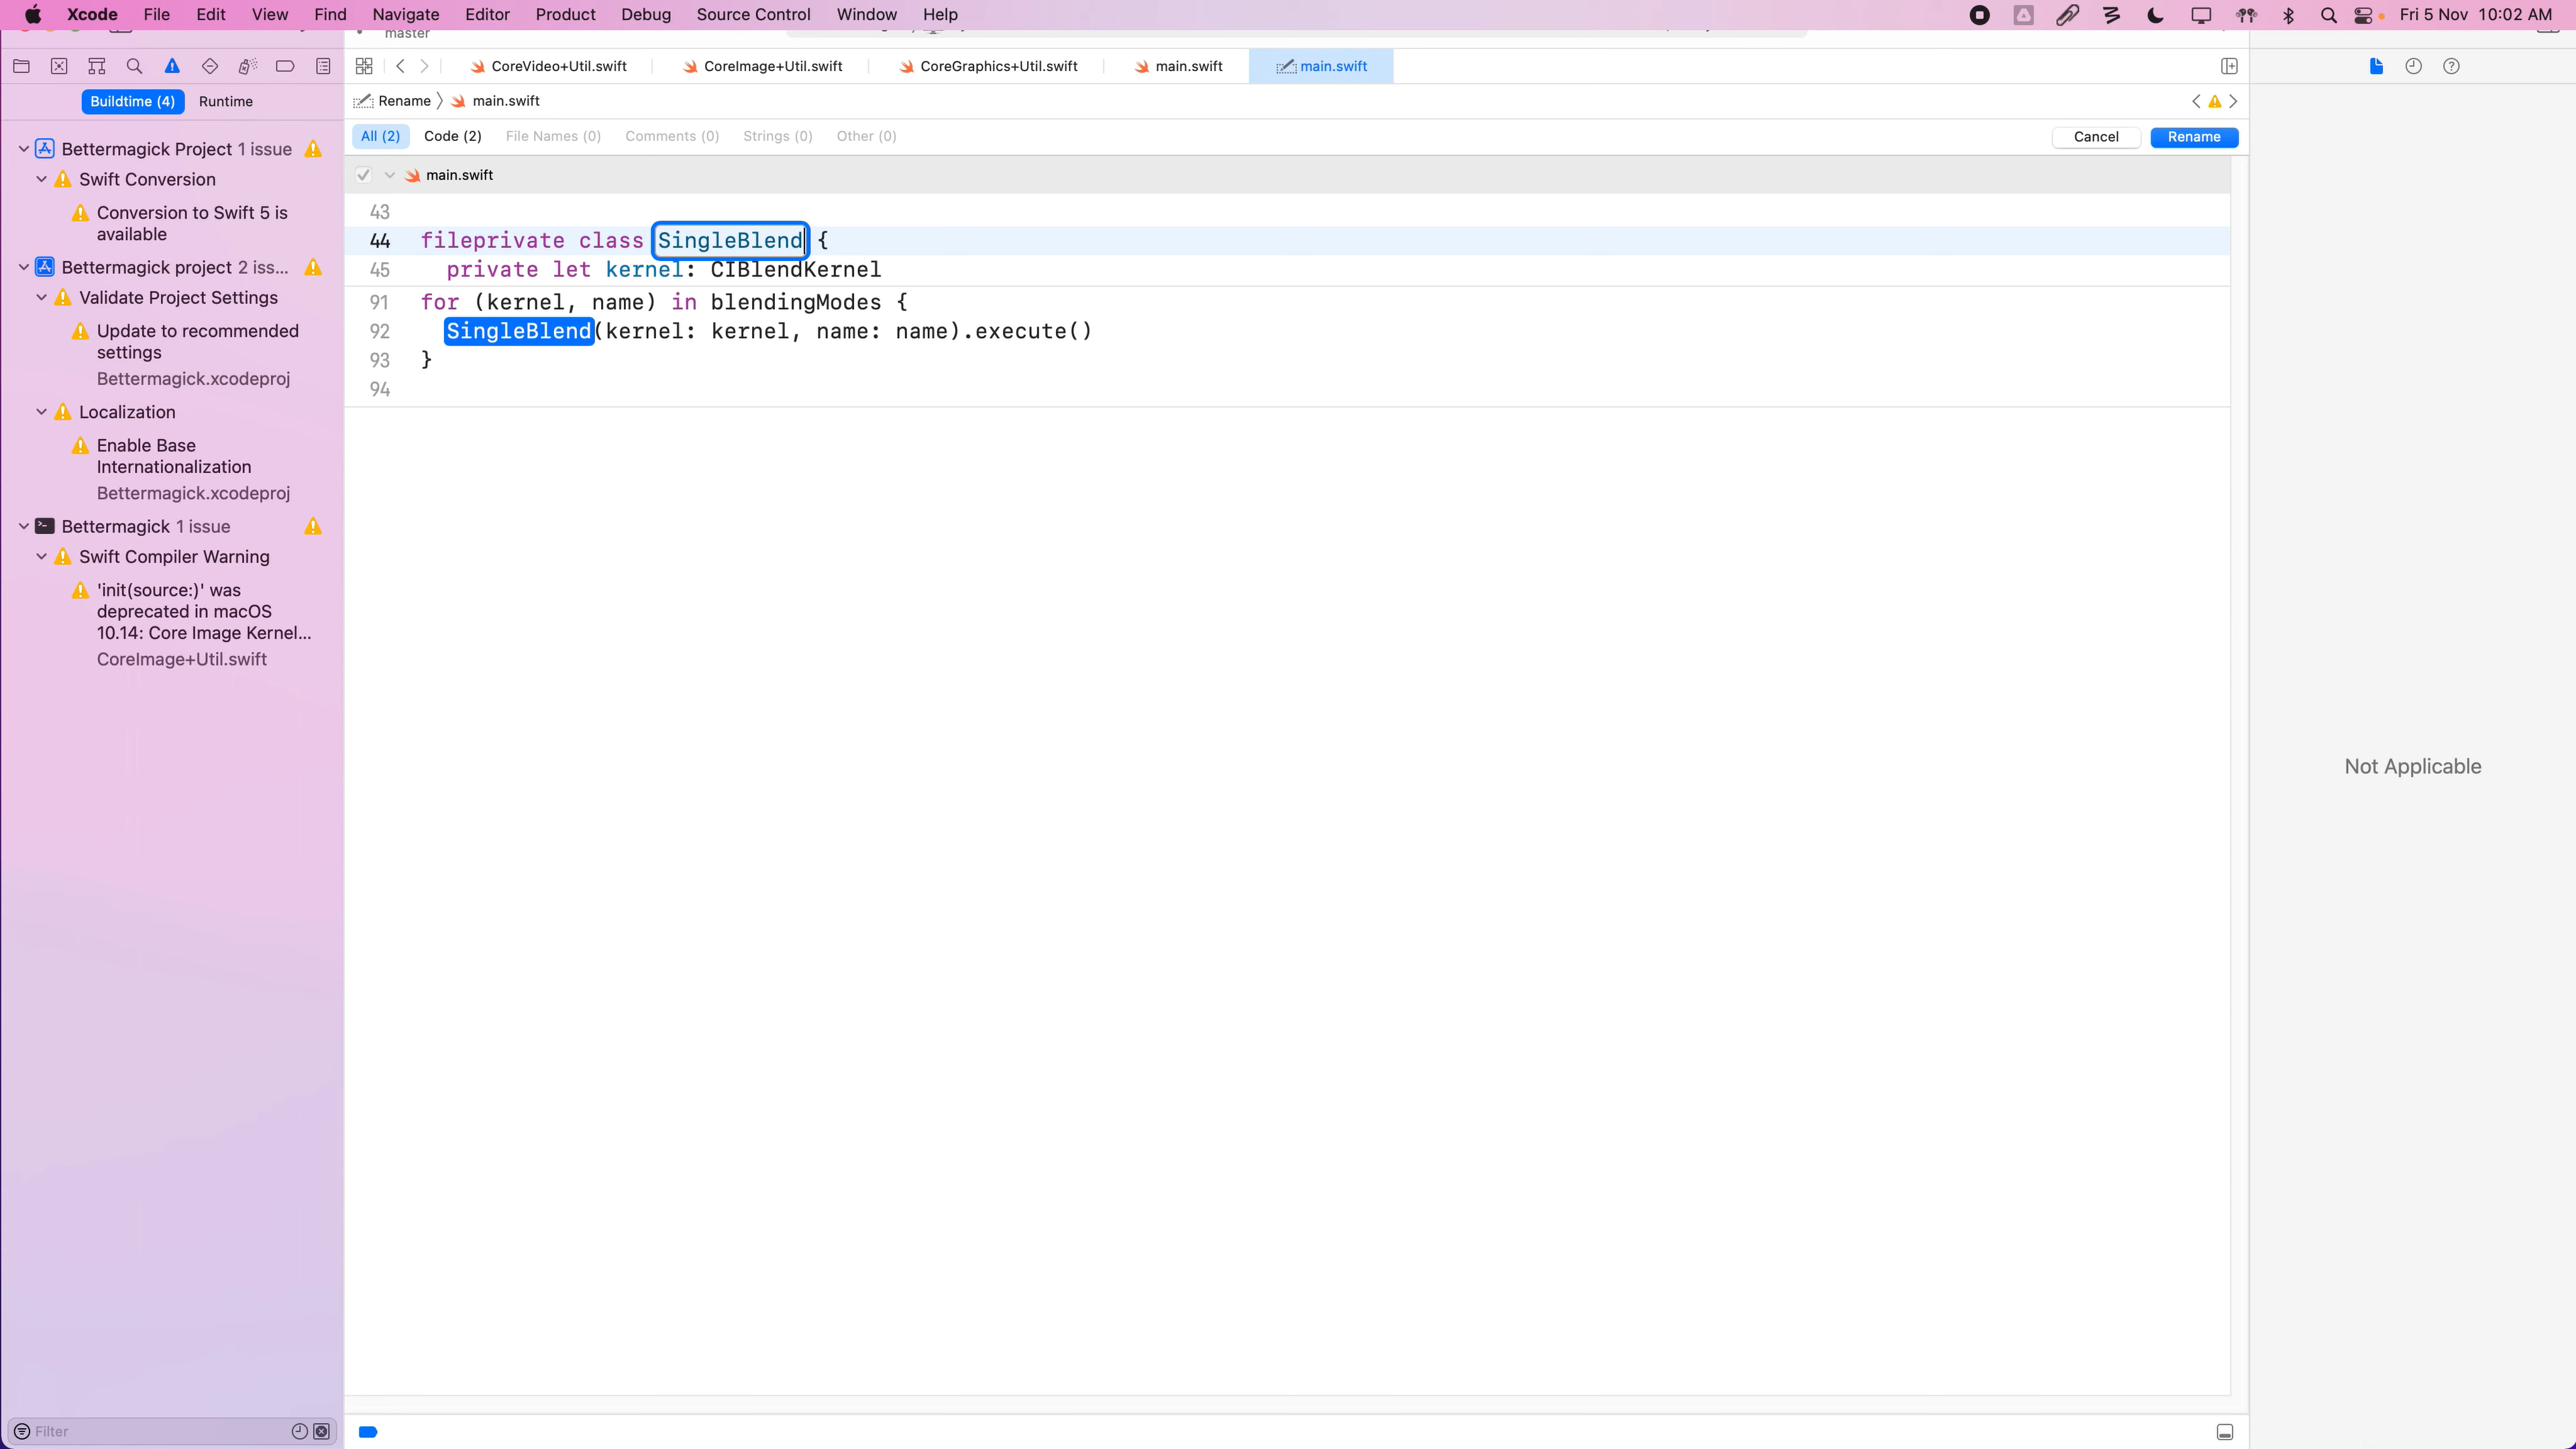 Xcode File Edit View Find Navigate Editor Product Debug Source Control Window Help Fri 5 Nov 10:02 AM
master
CoreVideo+Util.swift CoreImage+Util.swift CoreGraphics+Util.swift main.swift main.swift
Buildtime (4) Runtime
Rename main.swift
All (2) Code (2) File Names (0) Comments (0) Strings (0) Other (0) Cancel Rename
Bettermagick Project 1 issue
Swift Conversion
Conversion to Swift 5 is
available
Bettermagick project 2 iss...
Validate Project Settings
Update to recommended
settings
Bettermagick.xcodeproj
Localization
Enable Base
Internationalization
Bettermagick.xcodeproj
Bettermagick 1 issue
Swift Compiler Warning
'init(source:)' was
deprecated in macOS
10.14: Core Image Kernel...
CoreImage+Util.swift
Filter
main.swift
43
44 fileprivate class SingleBlend {
45 private let kernel: CIBlendKernel
91 for (kernel, name) in blendingModes {
92 SingleBlend(kernel: kernel, name: name).execute()
93 }
94
Not Applicable